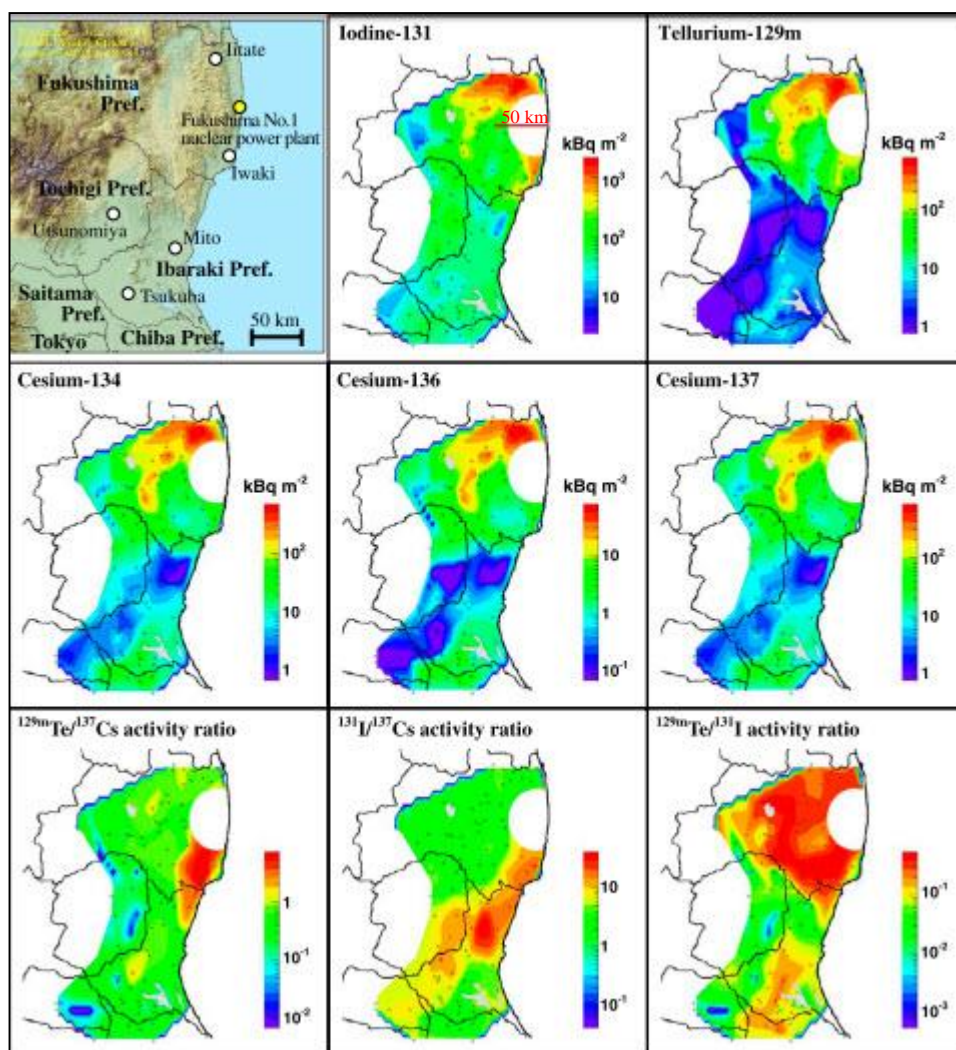 Iitate
Fukushima
Pref.
Fukushima No.1
nuclear power plant
Iwaki
Tochigi Pref.
Utsunomiya
Mito
Ibaraki Pref.
Tsukuba
Saitama
Pref.
50 km
Tokyo
Chiba Pref.
Iodine-131
50 km
kBq m-2
10³
10²
10
Tellurium-129m
kBq m-2
10²
10
1
Cesium-134
kBq m-2
10²
10
1
Cesium-136
kBq m-2
10
1
10-1
Cesium-137
kBq m-2
10²
10
1
129mTe/137Cs activity ratio
1
10-1
10-2
131I/137Cs activity ratio
10
1
10-1
129mTe/131I activity ratio
10-1
10-2
10-3